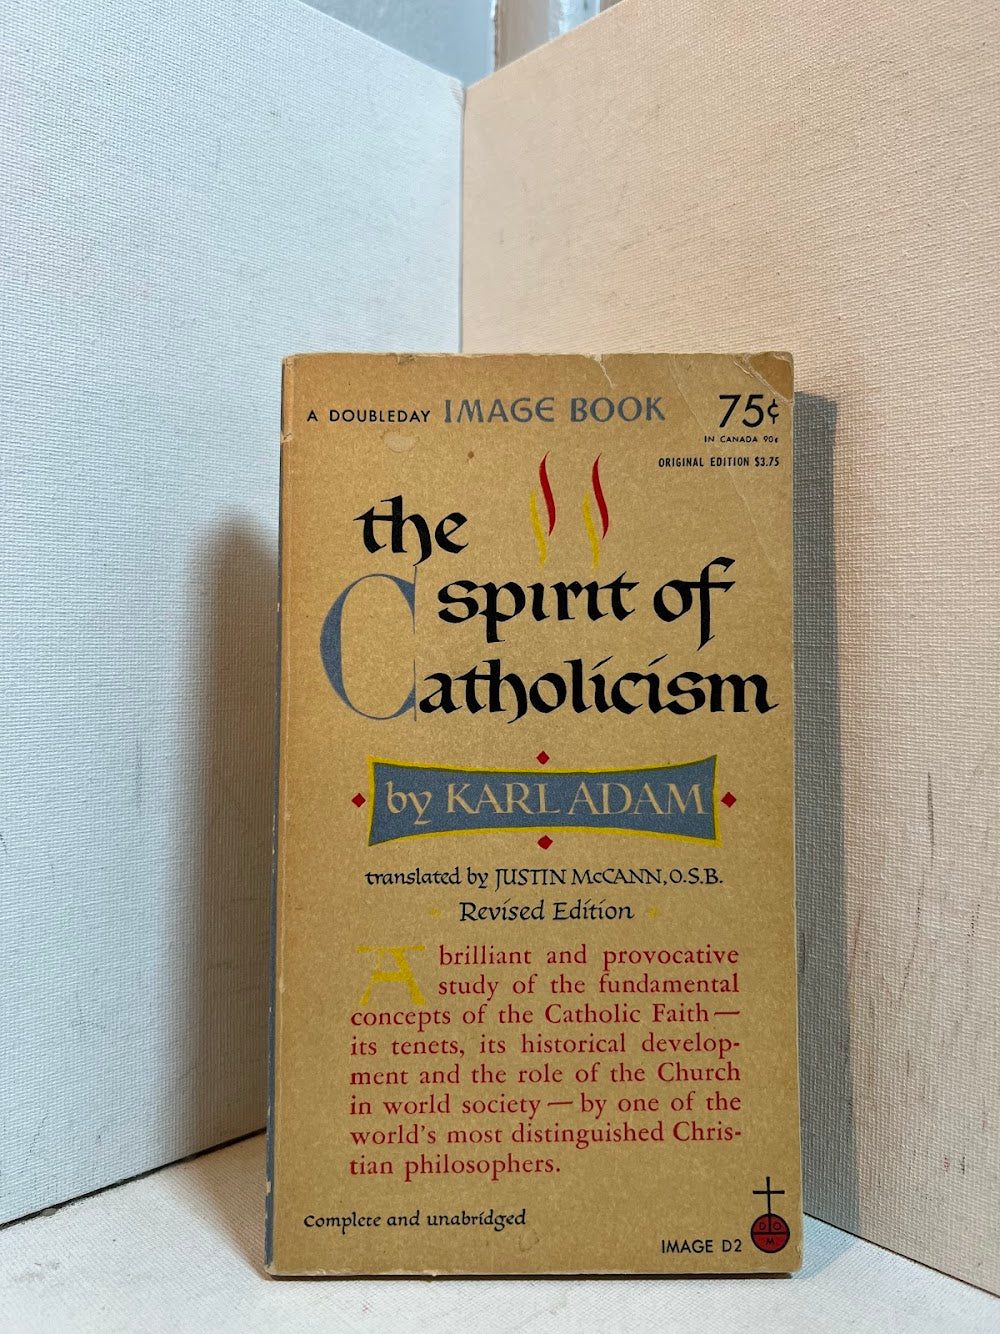 A DOUBLEDAY IMAGE BOOK 75¢
IN CANADA 90¢
ORIGINAL EDITION $3.75
the
spirit of
Catholicism
by KARL ADAM
translated by JUSTIN McCANN, O.S.B.
Revised Edition
A brilliant and provocative
study of the fundamental
concepts of the Catholic Faith —
its tenets, its historical develop-
ment and the role of the Church
in world society — by one of the
world's most distinguished Chris-
tian philosophers.
Complete and unabridged
IMAGE D2
D O
M